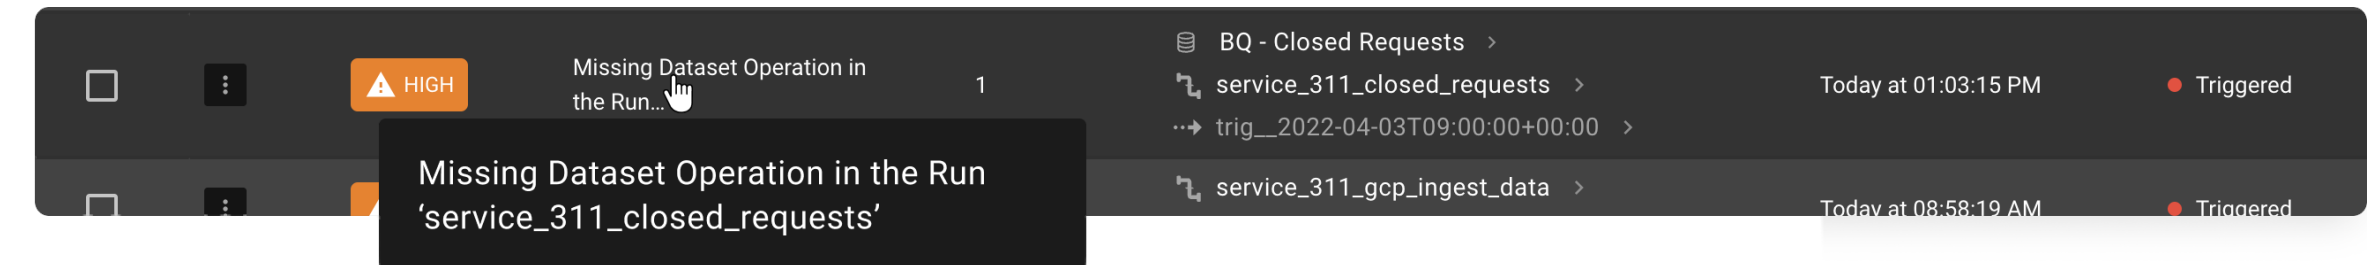 HIGH
Missing Dataset Operation in
the Run...
1
BQ - Closed Requests
service_311_closed_requests
trig__2022-04-03T09:00:00+00:00
Today at 01:03:15 PM
Triggered
Missing Dataset Operation in the Run
‘service_311_closed_requests’
service_311_gcp_ingest_data
Today at 08:58:19 AM
Triggered